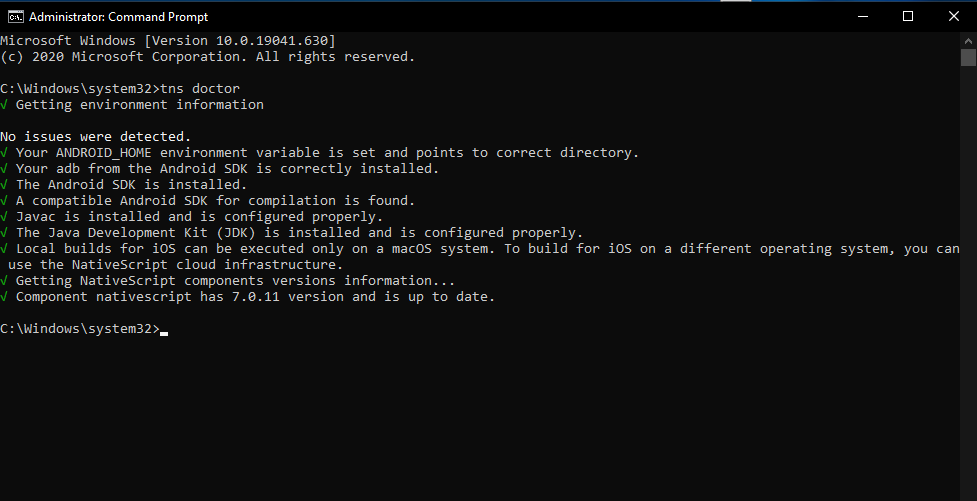 Administrator: Command Prompt
Microsoft Windows [Version 10.0.19041.630]
(c) 2020 Microsoft Corporation. All rights reserved.
C:\Windows\system32>tns doctor
√ Getting environment information
No issues were detected.
√ Your ANDROID_HOME environment variable is set and points to correct directory.
√ Your adb from the Android SDK is correctly installed.
√ The Android SDK is installed.
√ A compatible Android SDK for compilation is found.
√ Javac is installed and is configured properly.
√ The Java Development Kit (JDK) is installed and is configured properly.
√ Local builds for iOS can be executed only on a macOS system. To build for iOS on a different operating system, you can
use the NativeScript cloud infrastructure.
√ Getting NativeScript components versions information...
√ Component nativescript has 7.0.11 version and is up to date.
C:\Windows\system32>